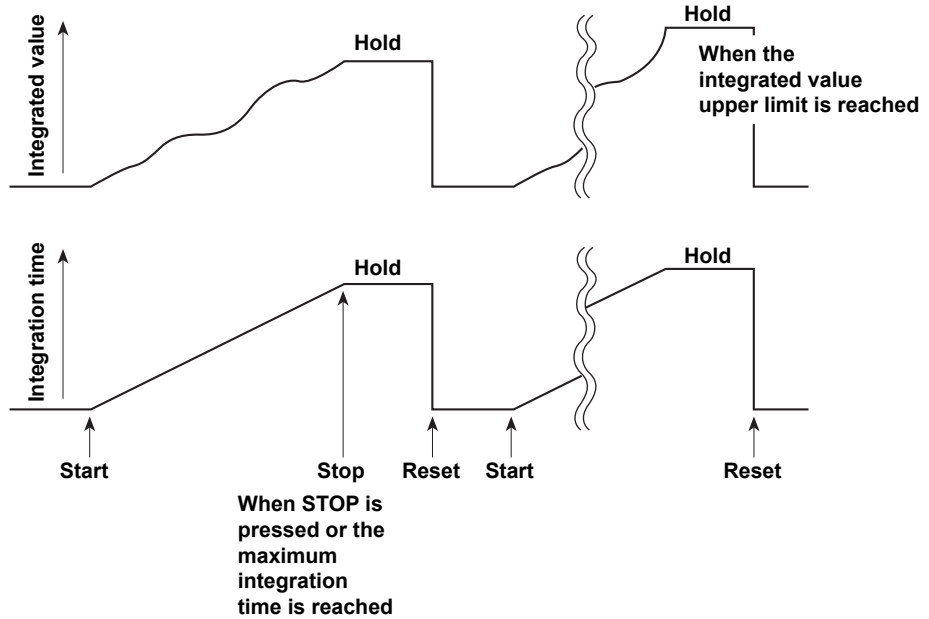 Integrated value
Hold
Hold
When the
integrated value
upper limit is reached
Integration time
Hold
Hold
Start
Stop
Reset
Start
Reset
When STOP is
pressed or the
maximum
integration
time is reached